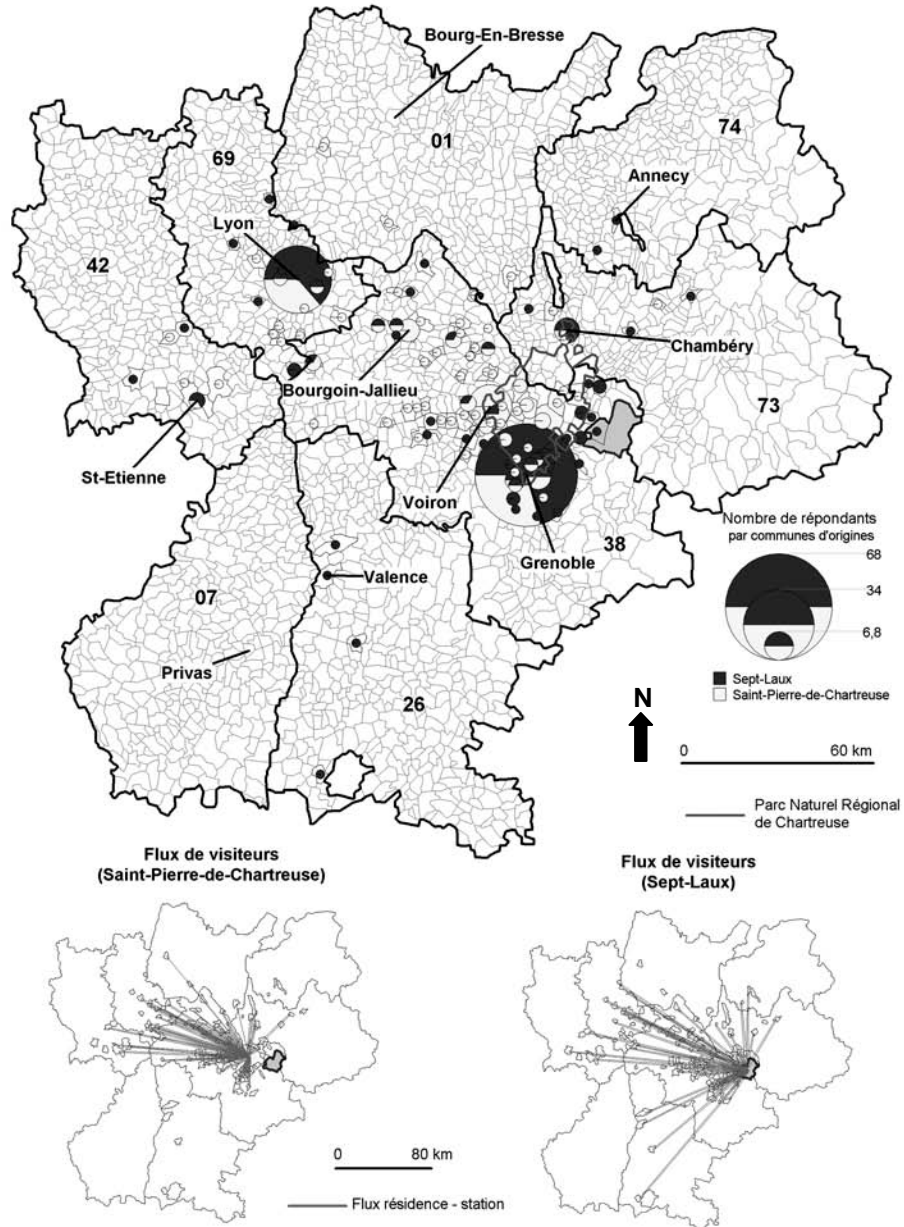 Bourg-En-Bresse
01
74
69
Annecy
Lyon
42
Chambéry
Bourgoin-Jallieu
73
St-Etienne
Voiron
Nombre de répondants
par communes d'origines
38
68
Grenoble
34
Valence
07
6,8
Privas
Sept-Laux
Saint-Pierre-de-Chartreuse
26
N
0 60 km
Parc Naturel Régional
de Chartreuse
Flux de visiteurs
(Saint-Pierre-de-Chartreuse)
Flux de visiteurs
(Sept-Laux)
0 80 km
Flux résidence - station